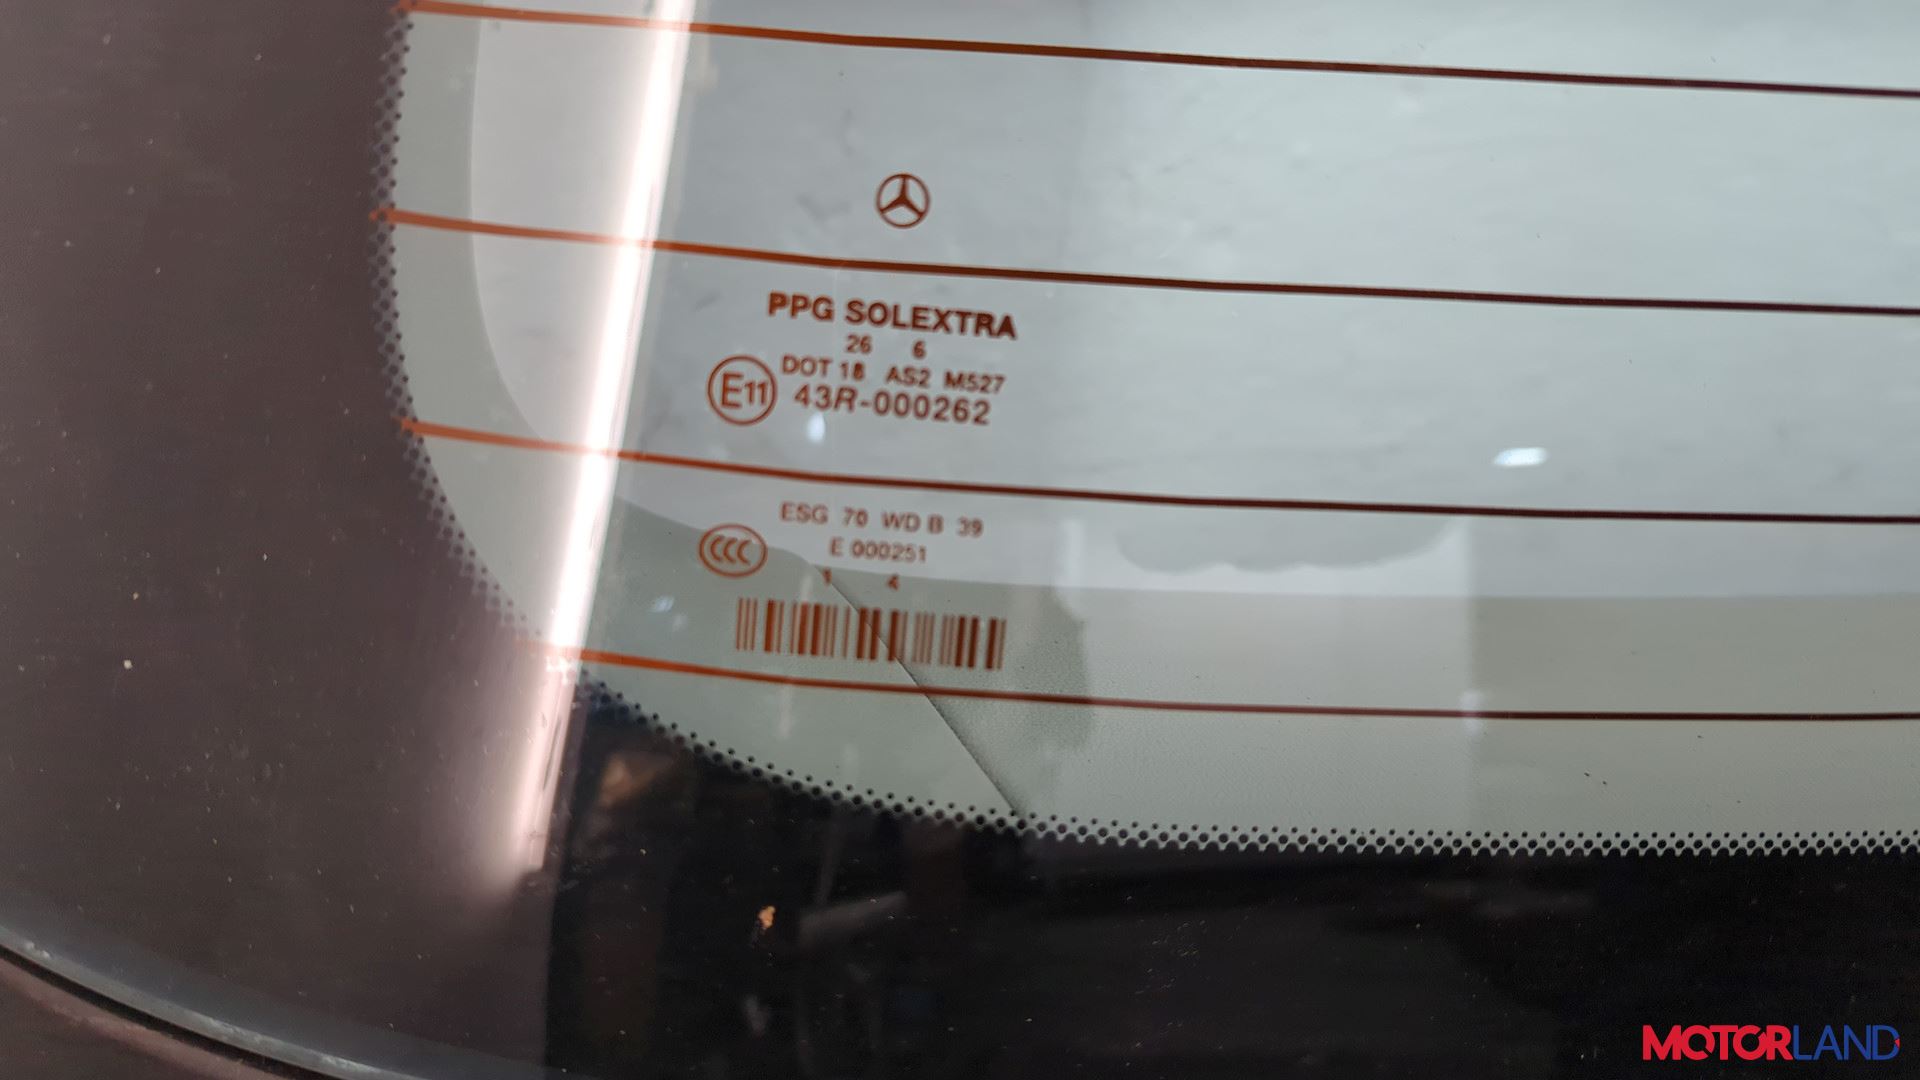 PPG SOLEXTRA
26 6
DOT 18 AS2 M527
E11 43R-000262
ESG 70 WD B 39
CCC E 000251
1 4
MOTORLAND